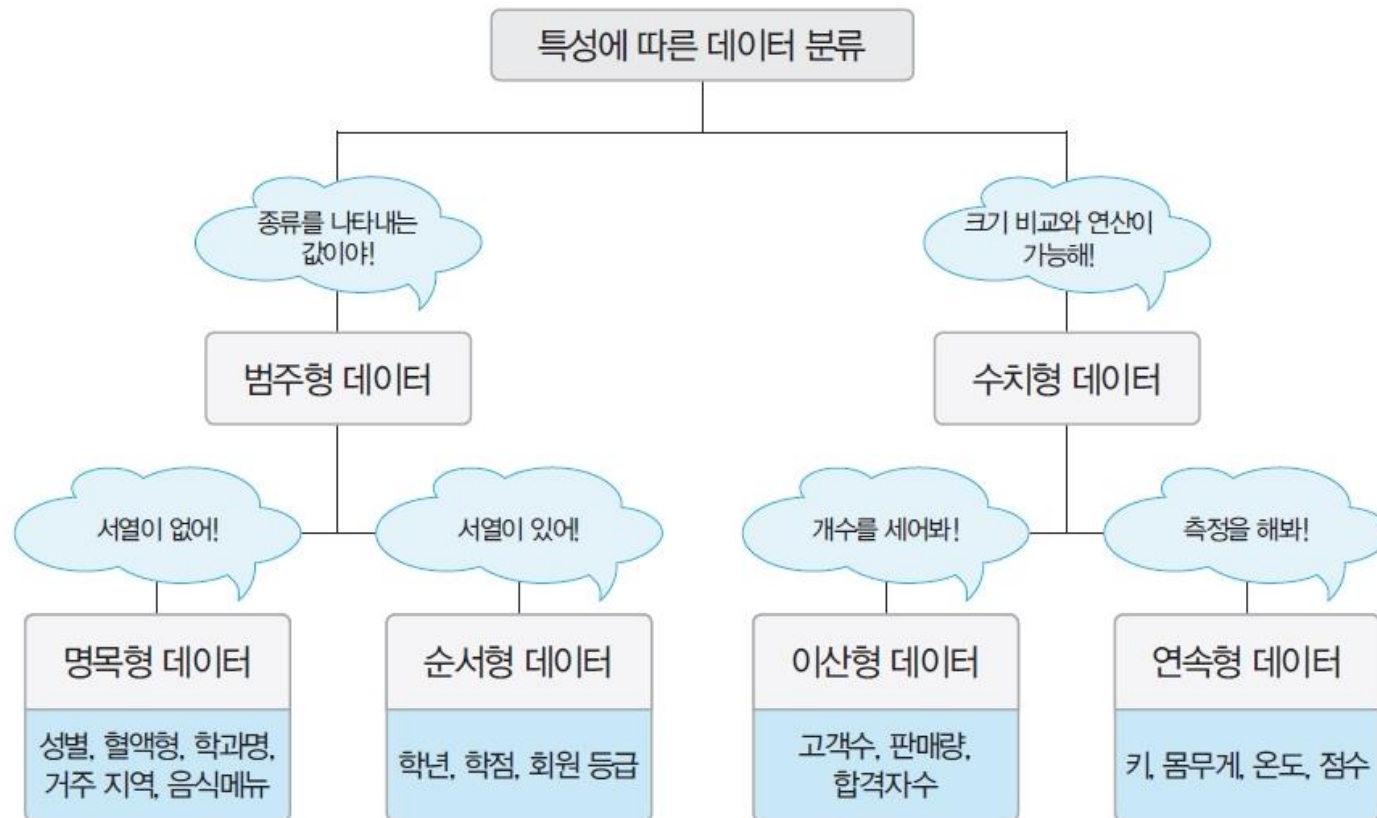 특성에 따른 데이터 분류
종류를 나타내는
값이야!
크기 비교와 연산이
가능해!
범주형 데이터
수치형 데이터
서열이 없어!
서열이 있어!
개수를 세어봐!
측정을 해봐!
명목형 데이터
순서형 데이터
이산형 데이터
연속형 데이터
성별, 혈액형, 학과명,
거주 지역, 음식메뉴
학년, 학점, 회원 등급
고객수, 판매량,
합격자수
키, 몸무게, 온도, 점수